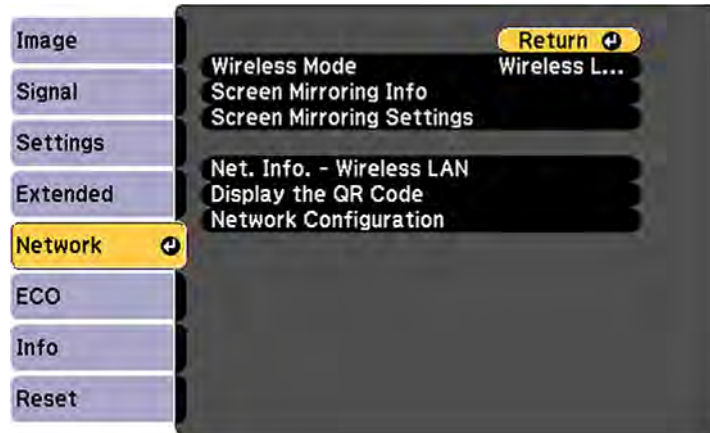 Image
Signal
Settings
Extended
Network
ECO
Info
Reset
Return
Wireless Mode Wireless L...
Screen Mirroring Info
Screen Mirroring Settings
Net. Info. - Wireless LAN
Display the QR Code
Network Configuration